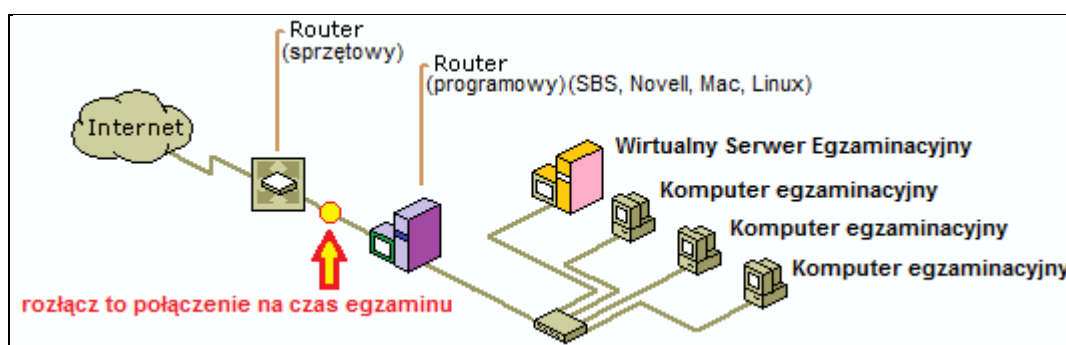 Router
(sprzętowy)
Router
(programowy)(SBS, Novell, Mac, Linux)
Internet
Wirtualny Serwer Egzaminacyjny
Komputer egzaminacyjny
Komputer egzaminacyjny
Komputer egzaminacyjny
rozłącz to połączenie na czas egzaminu